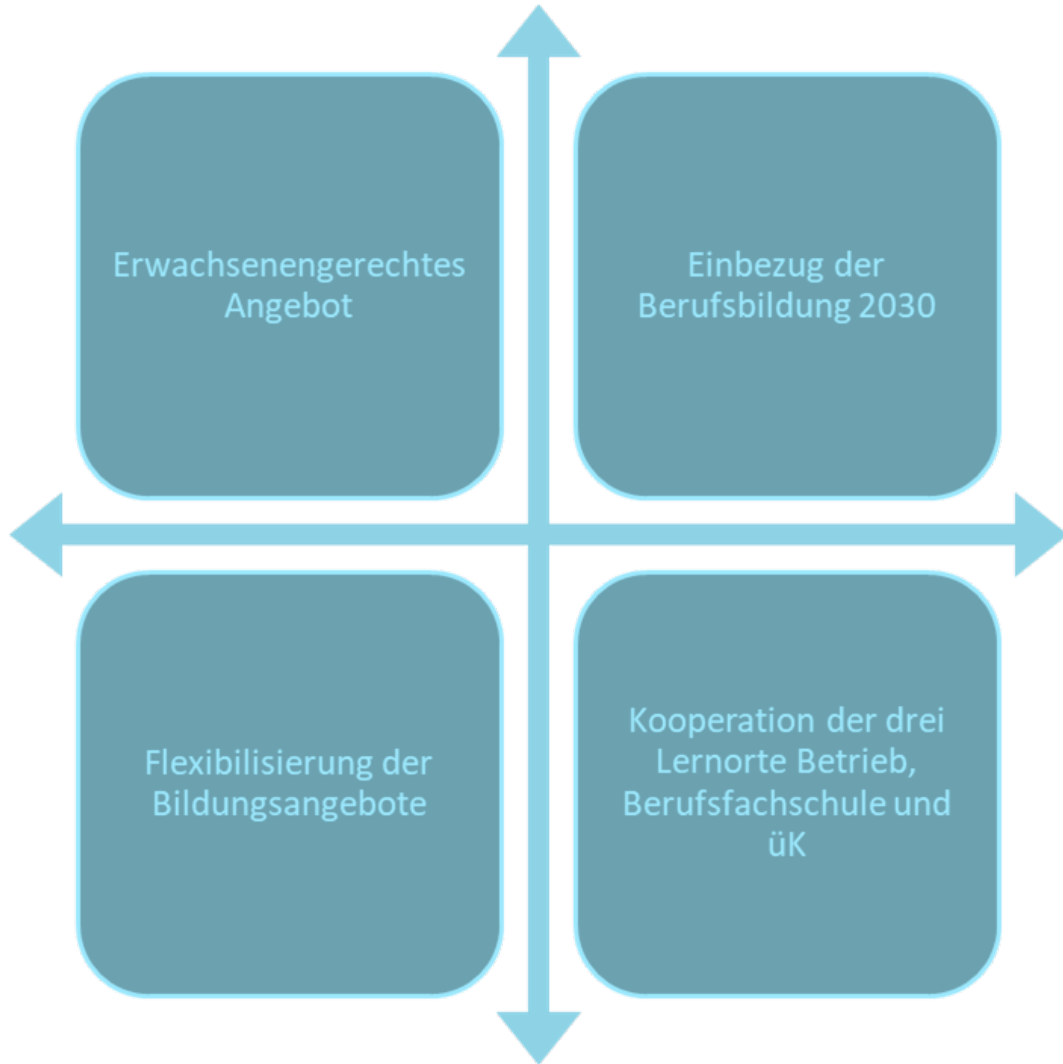 Erwachsenengerechtes
Angebot
Einbezug der
Berufsbildung 2030
Flexibilisierung der
Bildungsangebote
Kooperation der drei
Lernorte Betrieb,
Berufsfachschule und
üK